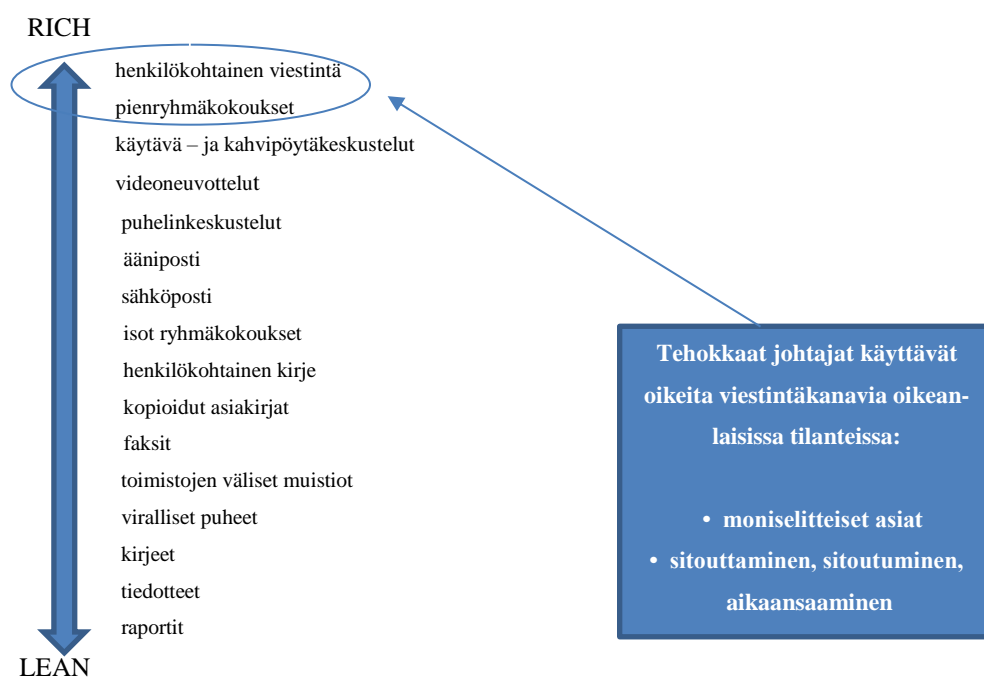 RICH
henkilökohtainen viestintä
pienryhmäkokoukset
käytävä – ja kahvipöytäkeskustelut
videoneuvottelut
puhelinkeskustelut
ääniposti
sähköposti
isot ryhmäkokoukset
henkilökohtainen kirje
kopioidut asiakirjat
faksit
toimistojen väliset muistiot
viralliset puheet
kirjeet
tiedotteet
raportit
LEAN
Tehokkaat johtajat käyttävät
oikeita viestintäkanavia oikean-
laisissa tilanteissa:
• moniselitteiset asiat
• sitouttaminen, sitoutuminen,
aikaansaaminen